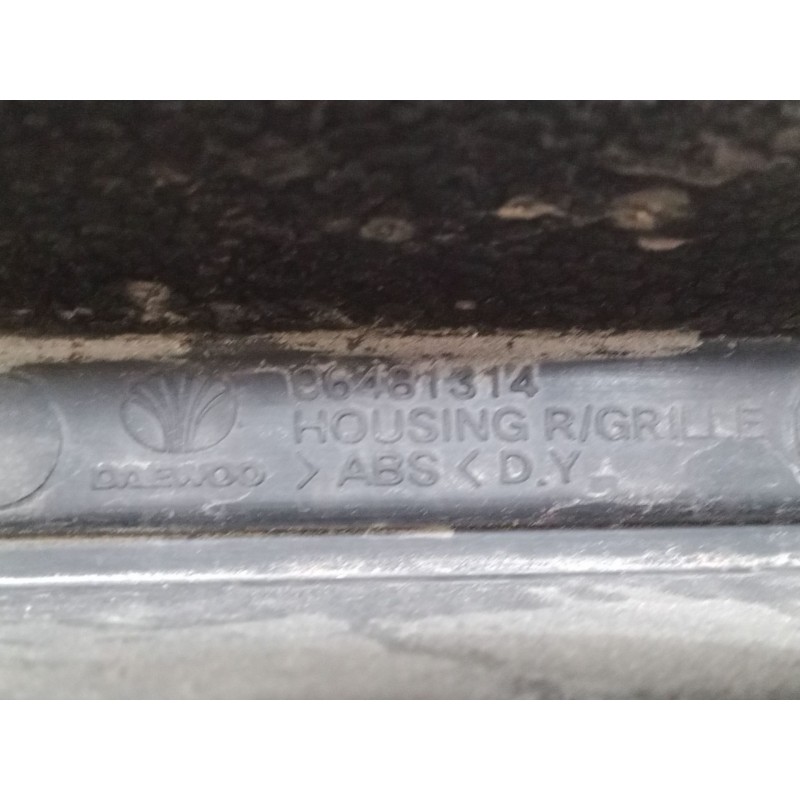 96481314
HOUSING R/GRILLE
DAEWOO >ABS< D.Y